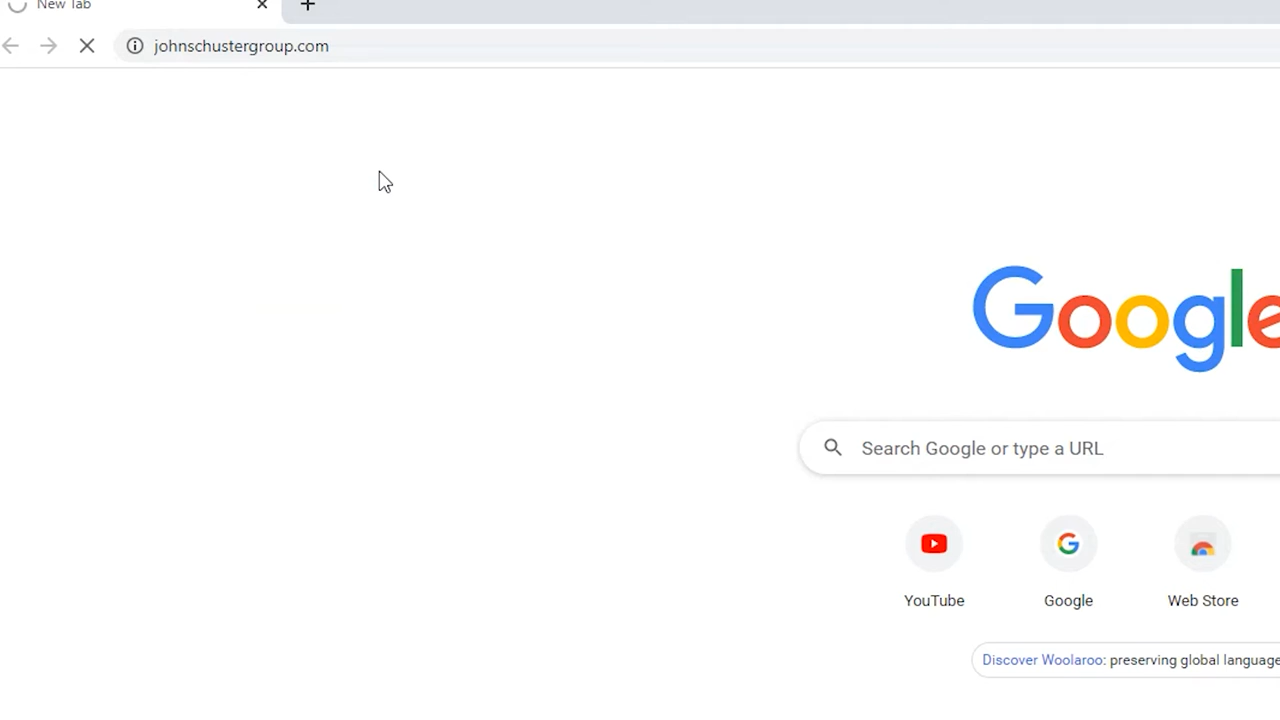 New Tab
johnschustergroup.com
Google
Search Google or type a URL
YouTube
Google
Web Store
Discover Woolaroo: preserving global language